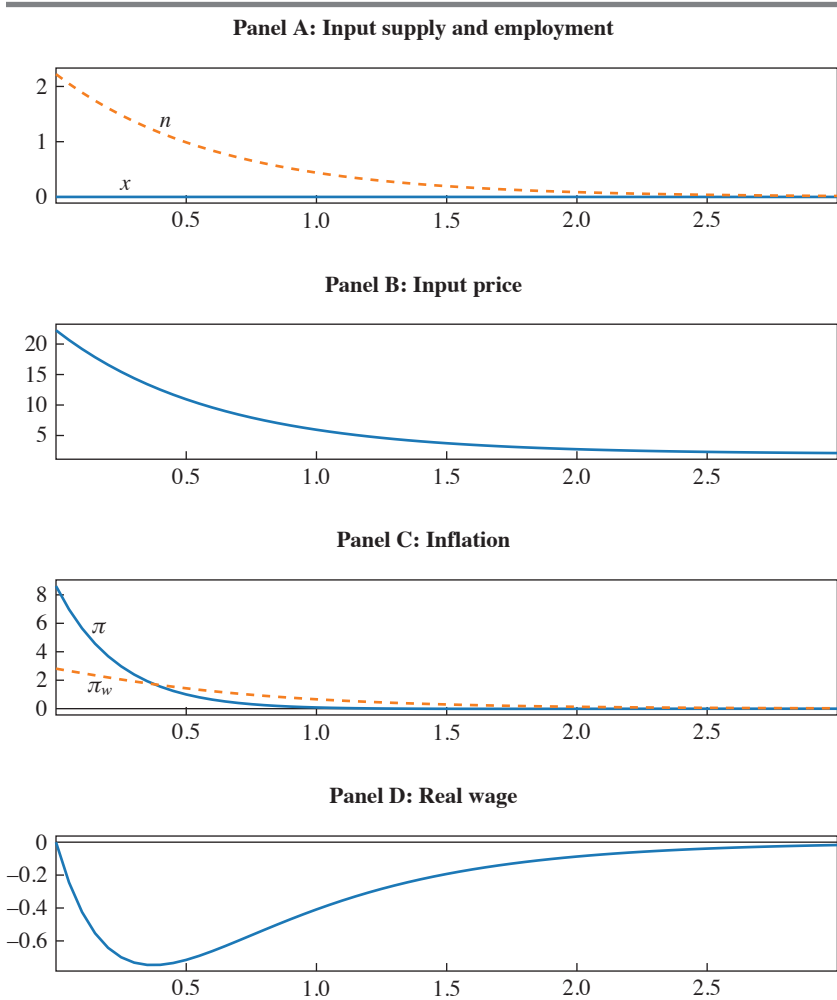 Panel A: Input supply and employment
2
n
1
x
0
0.5 1.0 1.5 2.0 2.5
Panel B: Input price
20
15
10
5
0.5 1.0 1.5 2.0 2.5
Panel C: Inflation
8
6
π
4
2
πw
0
0.5 1.0 1.5 2.0 2.5
Panel D: Real wage
0
–0.2
–0.4
–0.6
0.5 1.0 1.5 2.0 2.5